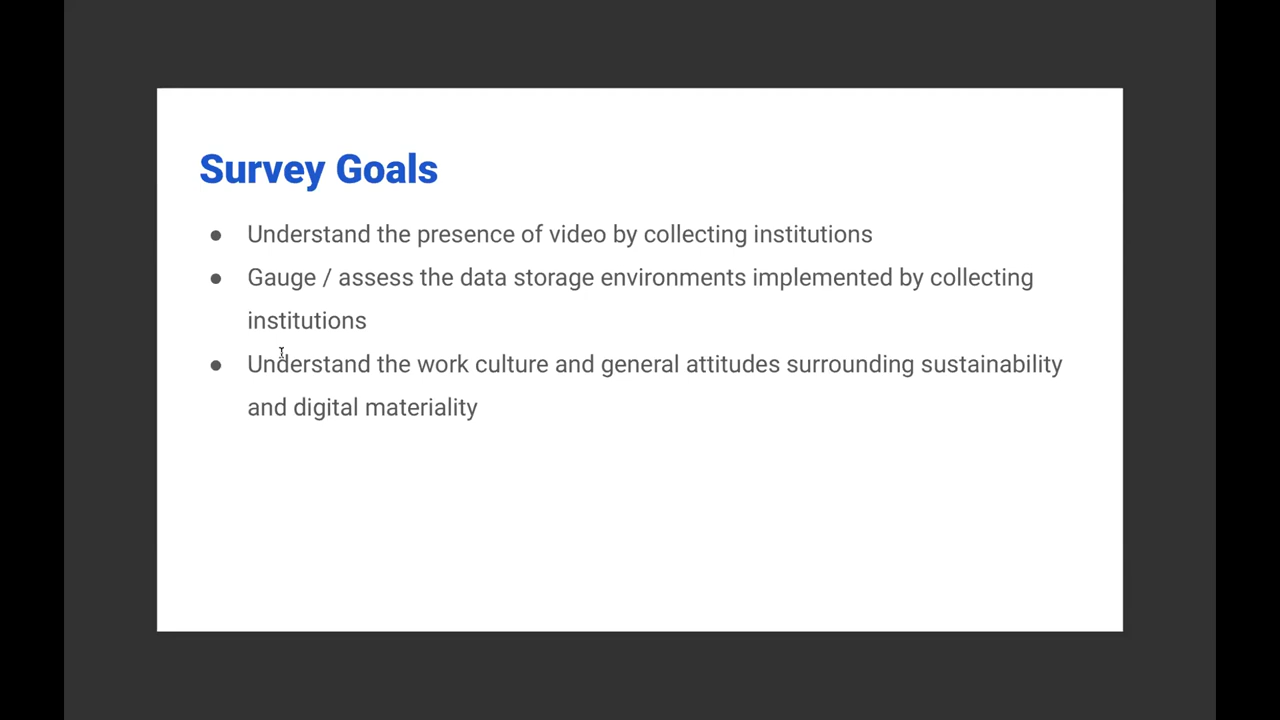 Survey Goals
● Understand the presence of video by collecting institutions
● Gauge / assess the data storage environments implemented by collecting
institutions
● Understand the work culture and general attitudes surrounding sustainability
and digital materiality